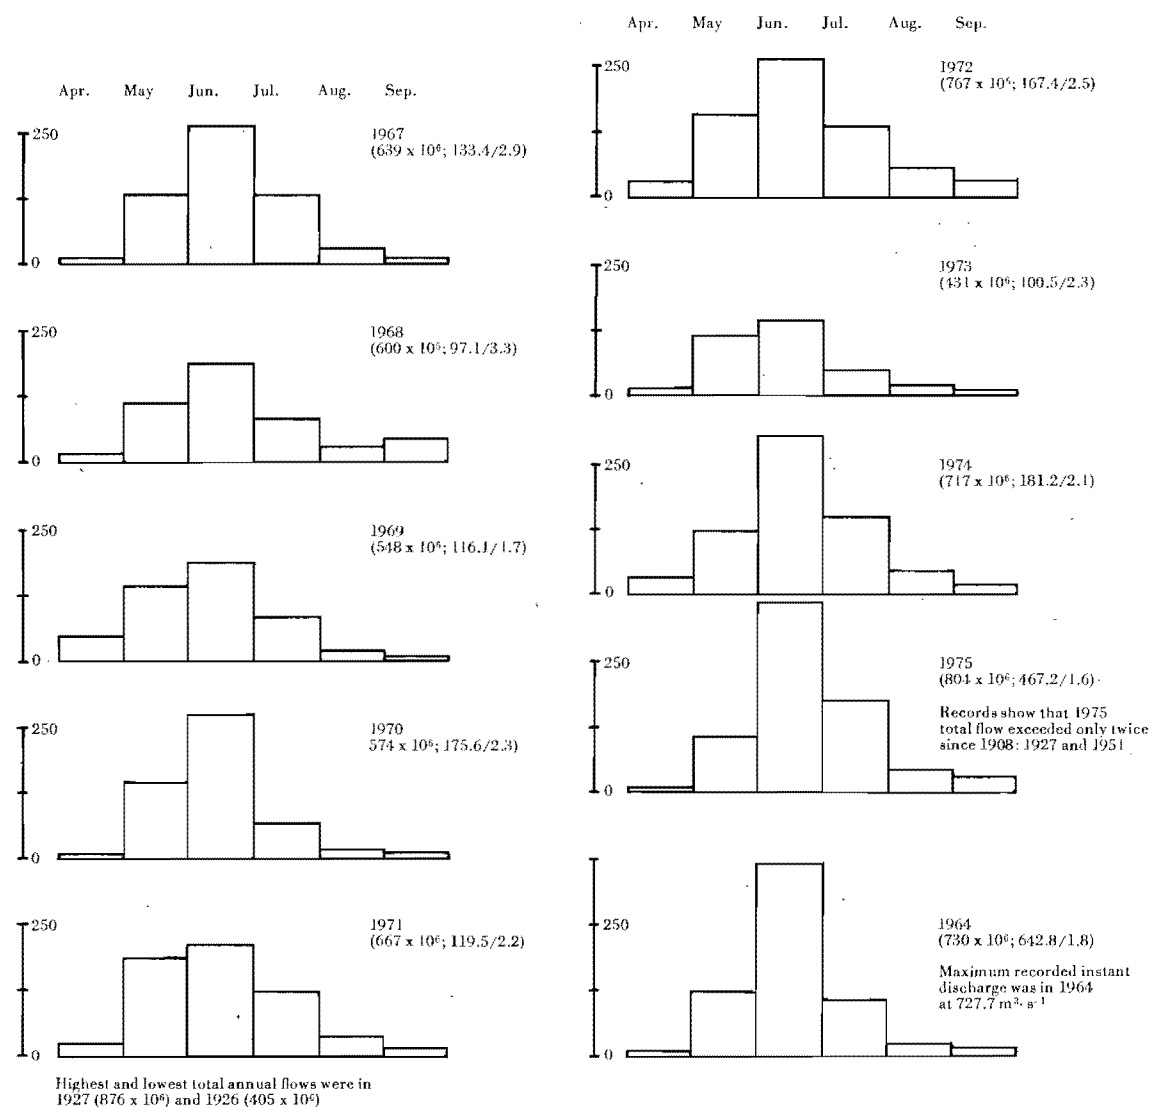 Apr. May Jun. Jul. Aug. Sep.
250
0
1967
(639 x 10⁶; 133.4/2.9)
250
0
1968
(600 x 10⁶; 97.1/3.3)
250
0
1969
(548 x 10⁶; 116.1/1.7)
250
0
1970
574 x 10⁶; 175.6/2.3)
250
0
1971
(667 x 10⁶; 119.5/2.2)
Highest and lowest total annual flows were in
1927 (876 x 10⁶) and 1926 (405 x 10⁶)
Apr. May Jun. Jul. Aug. Sep.
250
0
1972
(767 x 10⁶; 167.4/2.5)
250
0
1973
(431 x 10⁶; 100.5/2.3)
250
0
1974
(717 x 10⁶; 181.2/2.1)
250
0
1975
(804 x 10⁶; 467.2/1.6)
Records show that 1975
total flow exceeded only twice
since 1908: 1927 and 1951
250
0
1964
(730 x 10⁶; 642.8/1.8)
Maximum recorded instant
discharge was in 1964
at 727.7 m³· s⁻¹